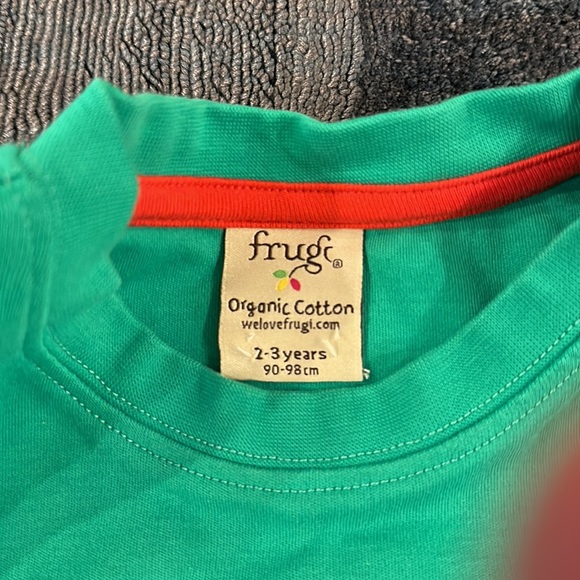 frugi
Organic Cotton
welovefrugi.com
2-3 years
90-98cm